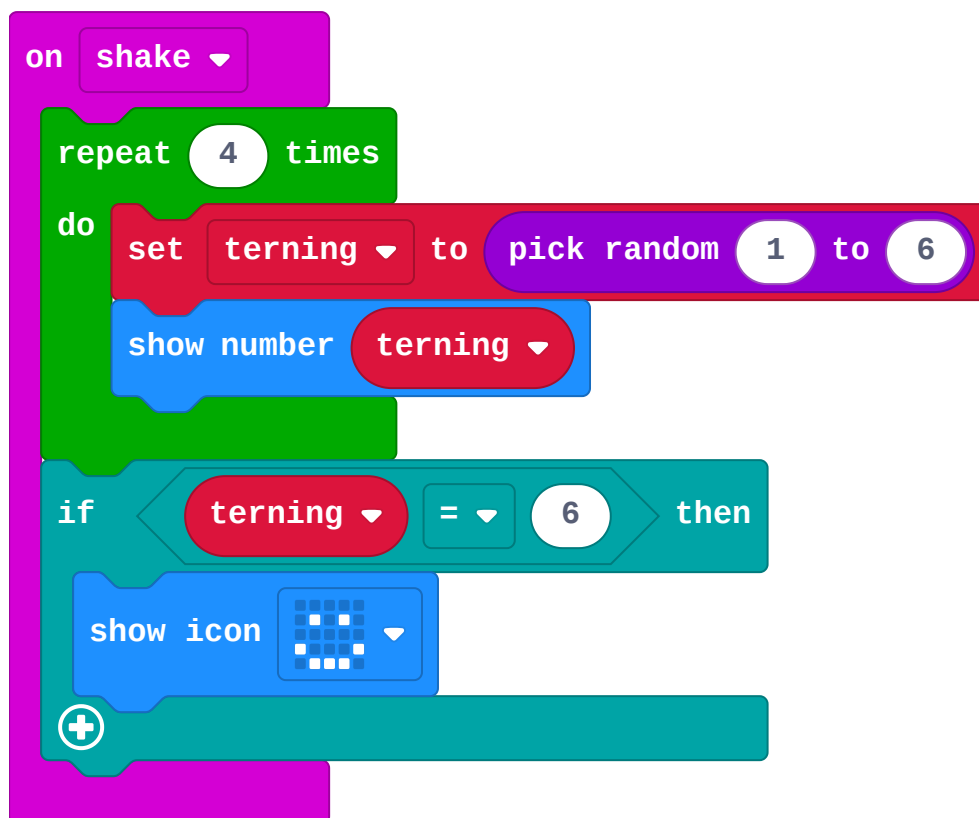 on shake
repeat 4 times
do
set terning to pick random 1 to 6
show number terning
if terning = 6 then
show icon